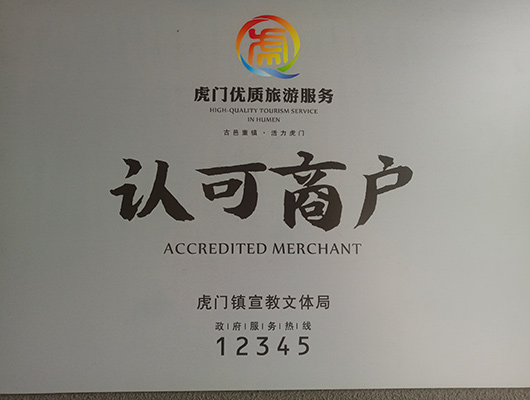 虎门优质旅游服务
HIGH-QUALITY TOURISM SERVICE
IN HUMEN
古邑重镇·活力虎门
认可商户
ACCREDITED MERCHANT
虎门镇宣教文体局
政|府|服|务|热|线
12345